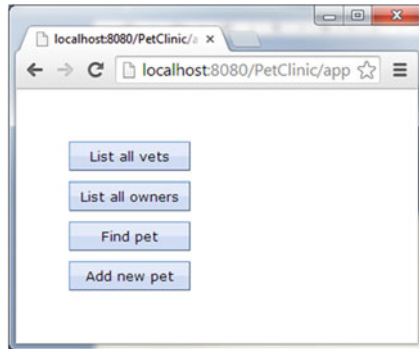 localhost:8080/PetClinic/a
localhost:8080/PetClinic/app
List all vets
List all owners
Find pet
Add new pet